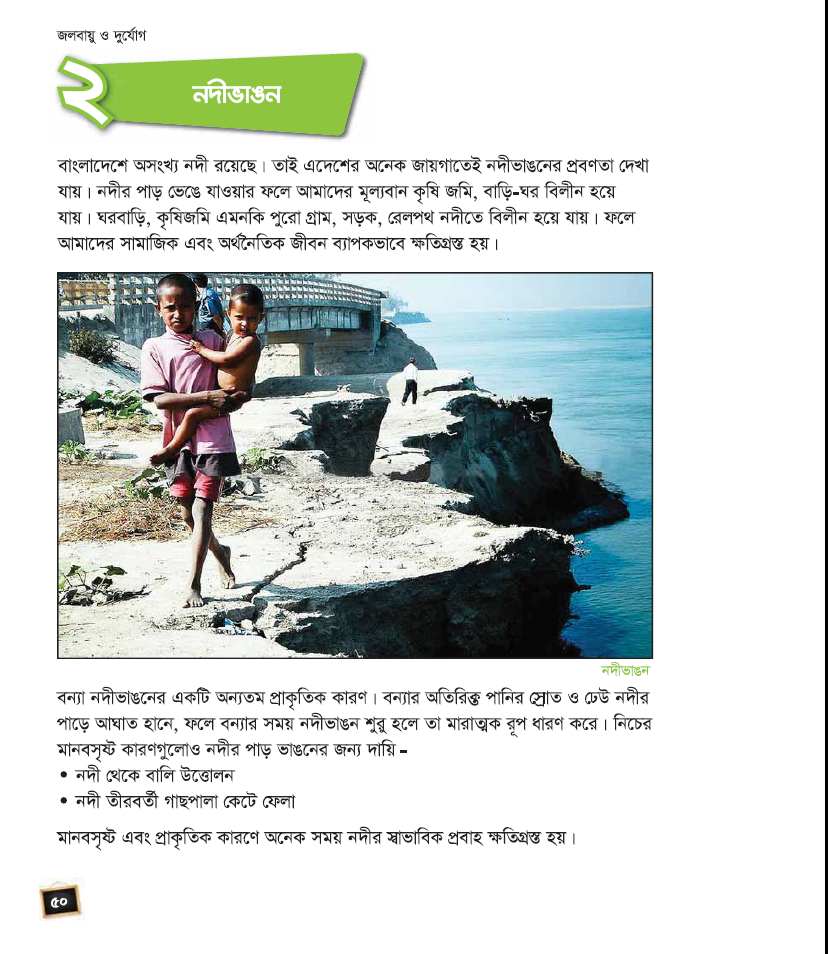 জলবায়ু ও দুর্যোগ
২
নদীভাঙন
বাংলাদেশে অসংখ্য নদী রয়েছে। তাই এদেশের অনেক জায়গাতেই নদীভাঙনের প্রবণতা দেখা
যায়। নদীর পাড় ভেঙে যাওয়ার ফলে আমাদের মূল্যবান কৃষি জমি, বাড়ি-ঘর বিলীন হয়ে
যায়। ঘরবাড়ি, কৃষিজমি এমনকি পুরো গ্রাম, সড়ক, রেলপথ নদীতে বিলীন হয়ে যায়। ফলে
আমাদের সামাজিক এবং অর্থনৈতিক জীবন ব্যাপকভাবে ক্ষতিগ্রস্ত হয়।
নদীভাঙন
বন্যা নদীভাঙনের একটি অন্যতম প্রাকৃতিক কারণ। বন্যার অতিরিক্ত পানির স্রোত ও ঢেউ নদীর
পাড়ে আঘাত হানে, ফলে বন্যার সময় নদীভাঙন শুরু হলে তা মারাত্মক রূপ ধারণ করে। নিচের
মানবসৃষ্ট কারণগুলোও নদীর পাড় ভাঙনের জন্য দায়ি -
• নদী থেকে বালি উত্তোলন
• নদী তীরবর্তী গাছপালা কেটে ফেলা
মানবসৃষ্ট এবং প্রাকৃতিক কারণে অনেক সময় নদীর স্বাভাবিক প্রবাহ ক্ষতিগ্রস্ত হয়।
৫০